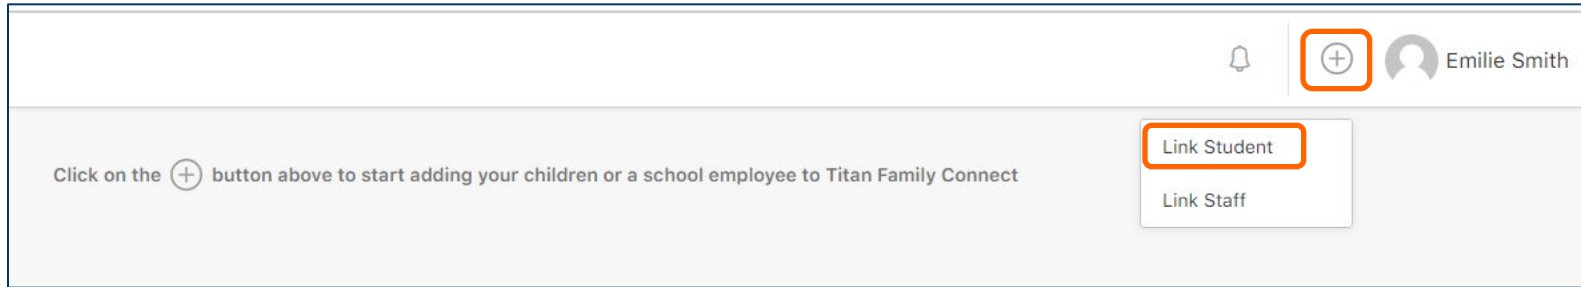 Emilie Smith
Link Student
Click on the button above to start adding your children or a school employee to Titan Family Connect
Link Staff